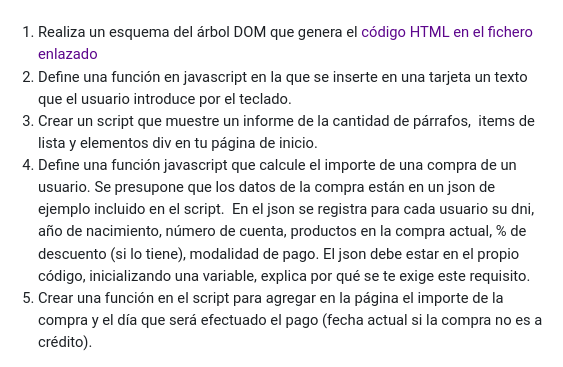 1. Realiza un esquema del árbol DOM que genera el código HTML en el fichero
enlazado
2. Define una función en javascript en la que se inserte en una tarjeta un texto
que el usuario introduce por el teclado.
3. Crear un script que muestre un informe de la cantidad de párrafos,  items de
lista y elementos div en tu página de inicio.
4. Define una función javascript que calcule el importe de una compra de un
usuario. Se presupone que los datos de la compra están en un json de
ejemplo incluido en el script.  En el json se registra para cada usuario su dni,
año de nacimiento, número de cuenta, productos en la compra actual, % de
descuento (si lo tiene), modalidad de pago. El json debe estar en el propio
código, inicializando una variable, explica por qué se te exige este requisito.
5. Crear una función en el script para agregar en la página el importe de la
compra y el día que será efectuado el pago (fecha actual si la compra no es a
crédito).